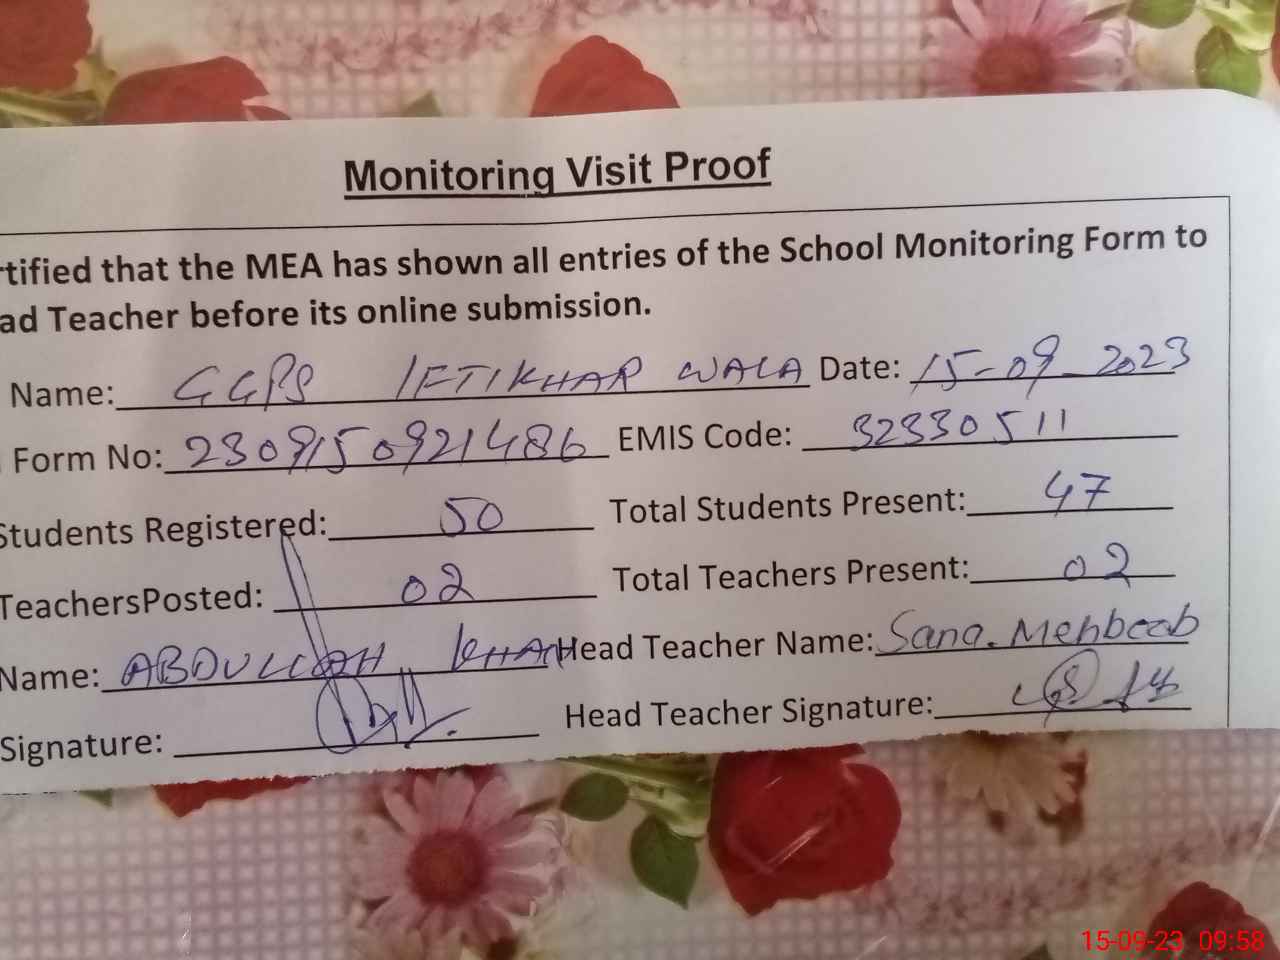 Monitoring Visit Proof
rtified that the MEA has shown all entries of the School Monitoring Form to
ad Teacher before its online submission.
Name: GGPS IFTIKHAR WALA Date: 15-09-2023
Form No: 2309150921486 EMIS Code: 32330511
Students Registered: 50 Total Students Present: 47
TeachersPosted: 02 Total Teachers Present: 02
Name: ABDULLAH KHAN Head Teacher Name: Sana. Mehboob
Signature: Head Teacher Signature:
15-09-23 09:58